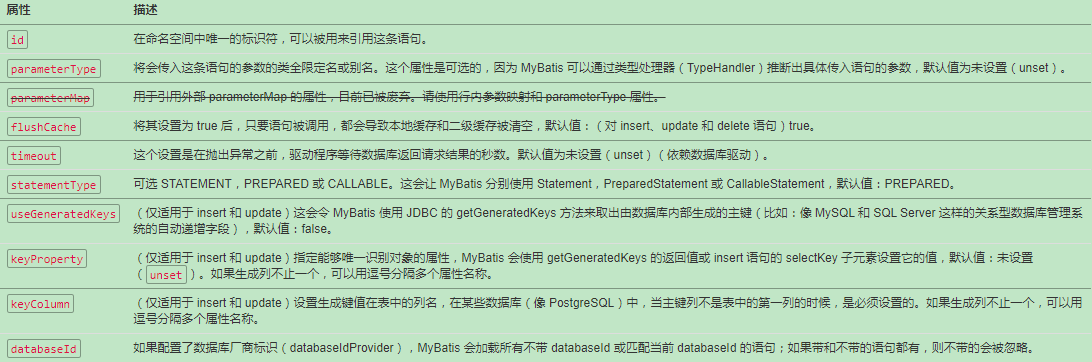 属性 描述
id 在命名空间中唯一的标识符，可以被用来引用这条语句。
parameterType 将会传入这条语句的参数的类全限定名或别名。这个属性是可选的，因为 MyBatis 可以通过类型处理器（TypeHandler）推断出具体传入语句的参数，默认值为未设置（unset）。
parameterMap 用于引用外部 parameterMap 的属性，目前已被废弃。请使用行内参数映射和 parameterType 属性。
flushCache 将其设置为 true 后，只要语句被调用，都会导致本地缓存和二级缓存被清空，默认值：（对 insert、update 和 delete 语句）true。
timeout 这个设置是在抛出异常之前，驱动程序等待数据库返回请求结果的秒数。默认值为未设置（unset）（依赖数据库驱动）。
statementType 可选 STATEMENT，PREPARED 或 CALLABLE。这会让 MyBatis 分别使用 Statement，PreparedStatement 或 CallableStatement，默认值：PREPARED。
useGeneratedKeys （仅适用于 insert 和 update）这会令 MyBatis 使用 JDBC 的 getGeneratedKeys 方法来取出由数据库内部生成的主键（比如：像 MySQL 和 SQL Server 这样的关系型数据库管理系
统的自动递增字段），默认值：false。
keyProperty （仅适用于 insert 和 update）指定能够唯一识别对象的属性，MyBatis 会使用 getGeneratedKeys 的返回值或 insert 语句的 selectKey 子元素设置它的值，默认值：未设置
（unset）。如果生成列不止一个，可以用逗号分隔多个属性名称。
keyColumn （仅适用于 insert 和 update）设置生成键值在表中的列名，在某些数据库（像 PostgreSQL）中，当主键列不是表中的第一列的时候，是必须设置的。如果生成列不止一个，可以用
逗号分隔多个属性名称。
databaseId 如果配置了数据库厂商标识（databaseIdProvider），MyBatis 会加载所有不带 databaseId 或匹配当前 databaseId 的语句；如果带和不带的语句都有，则不带的会被忽略。